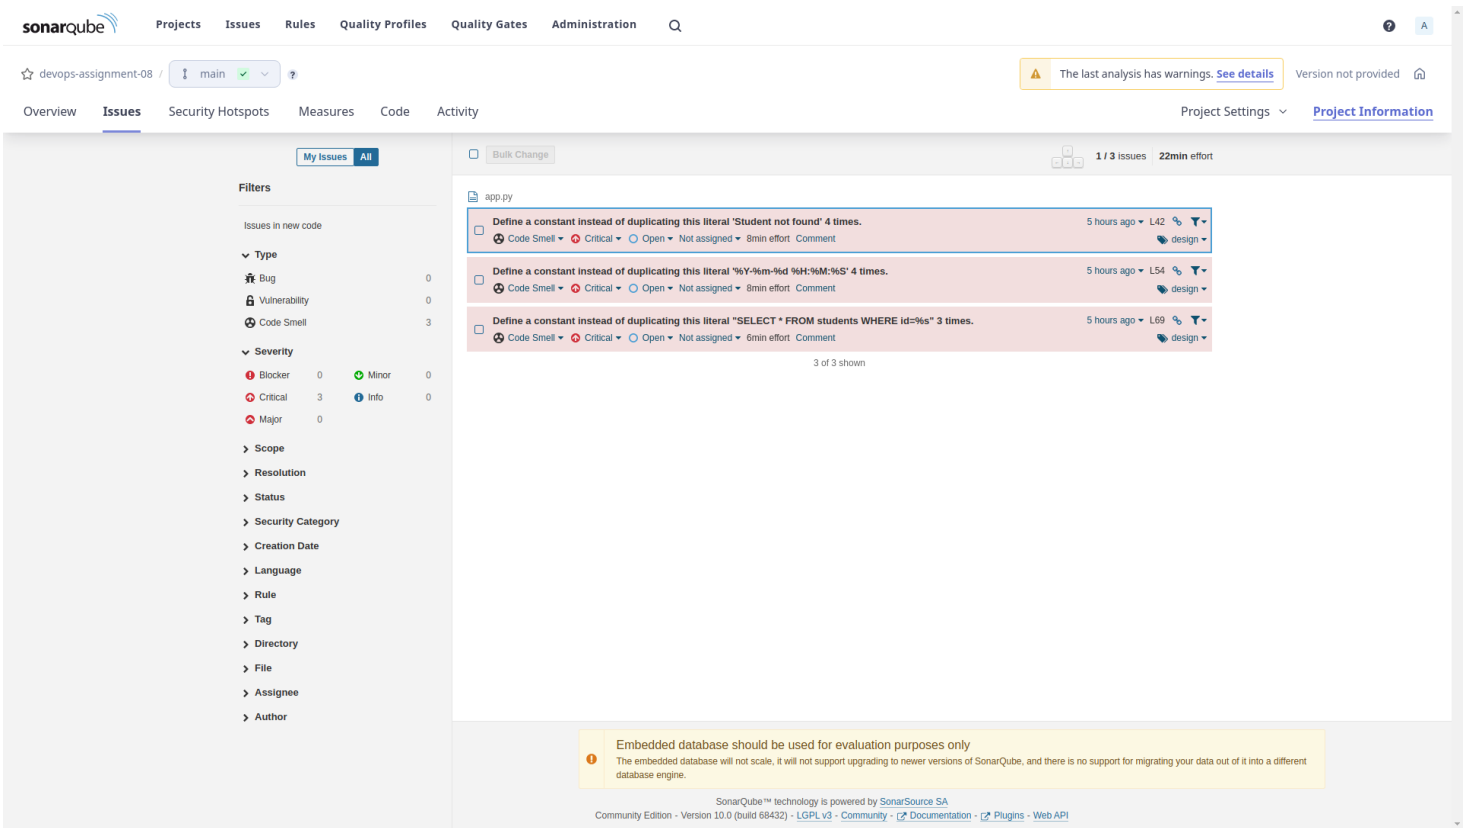 sonarqube Projects Issues Rules Quality Profiles Quality Gates Administration ? A
devops-assignment-08 / main ? The last analysis has warnings. See details Version not provided
Overview Issues Security Hotspots Measures Code Activity Project Settings Project Information
My Issues All
Filters
Issues in new code
Type
Bug 0
Vulnerability 0
Code Smell 3
Severity
Blocker 0 Minor 0
Critical 3 Info 0
Major 0
Scope
Resolution
Status
Security Category
Creation Date
Language
Rule
Tag
Directory
File
Assignee
Author
Bulk Change 1 / 3 issues 22min effort
app.py
Define a constant instead of duplicating this literal 'Student not found' 4 times. 5 hours ago L42
Code Smell Critical Open Not assigned 8min effort Comment design
Define a constant instead of duplicating this literal '%Y-%m-%d %H:%M:%S' 4 times. 5 hours ago L54
Code Smell Critical Open Not assigned 8min effort Comment design
Define a constant instead of duplicating this literal "SELECT * FROM students WHERE id=%s" 3 times. 5 hours ago L69
Code Smell Critical Open Not assigned 6min effort Comment design
3 of 3 shown
Embedded database should be used for evaluation purposes only
The embedded database will not scale, it will not support upgrading to newer versions of SonarQube, and there is no support for migrating your data out of it into a different
database engine.
SonarQube™ technology is powered by SonarSource SA
Community Edition - Version 10.0 (build 68432) - LGPL v3 - Community - Documentation - Plugins - Web API